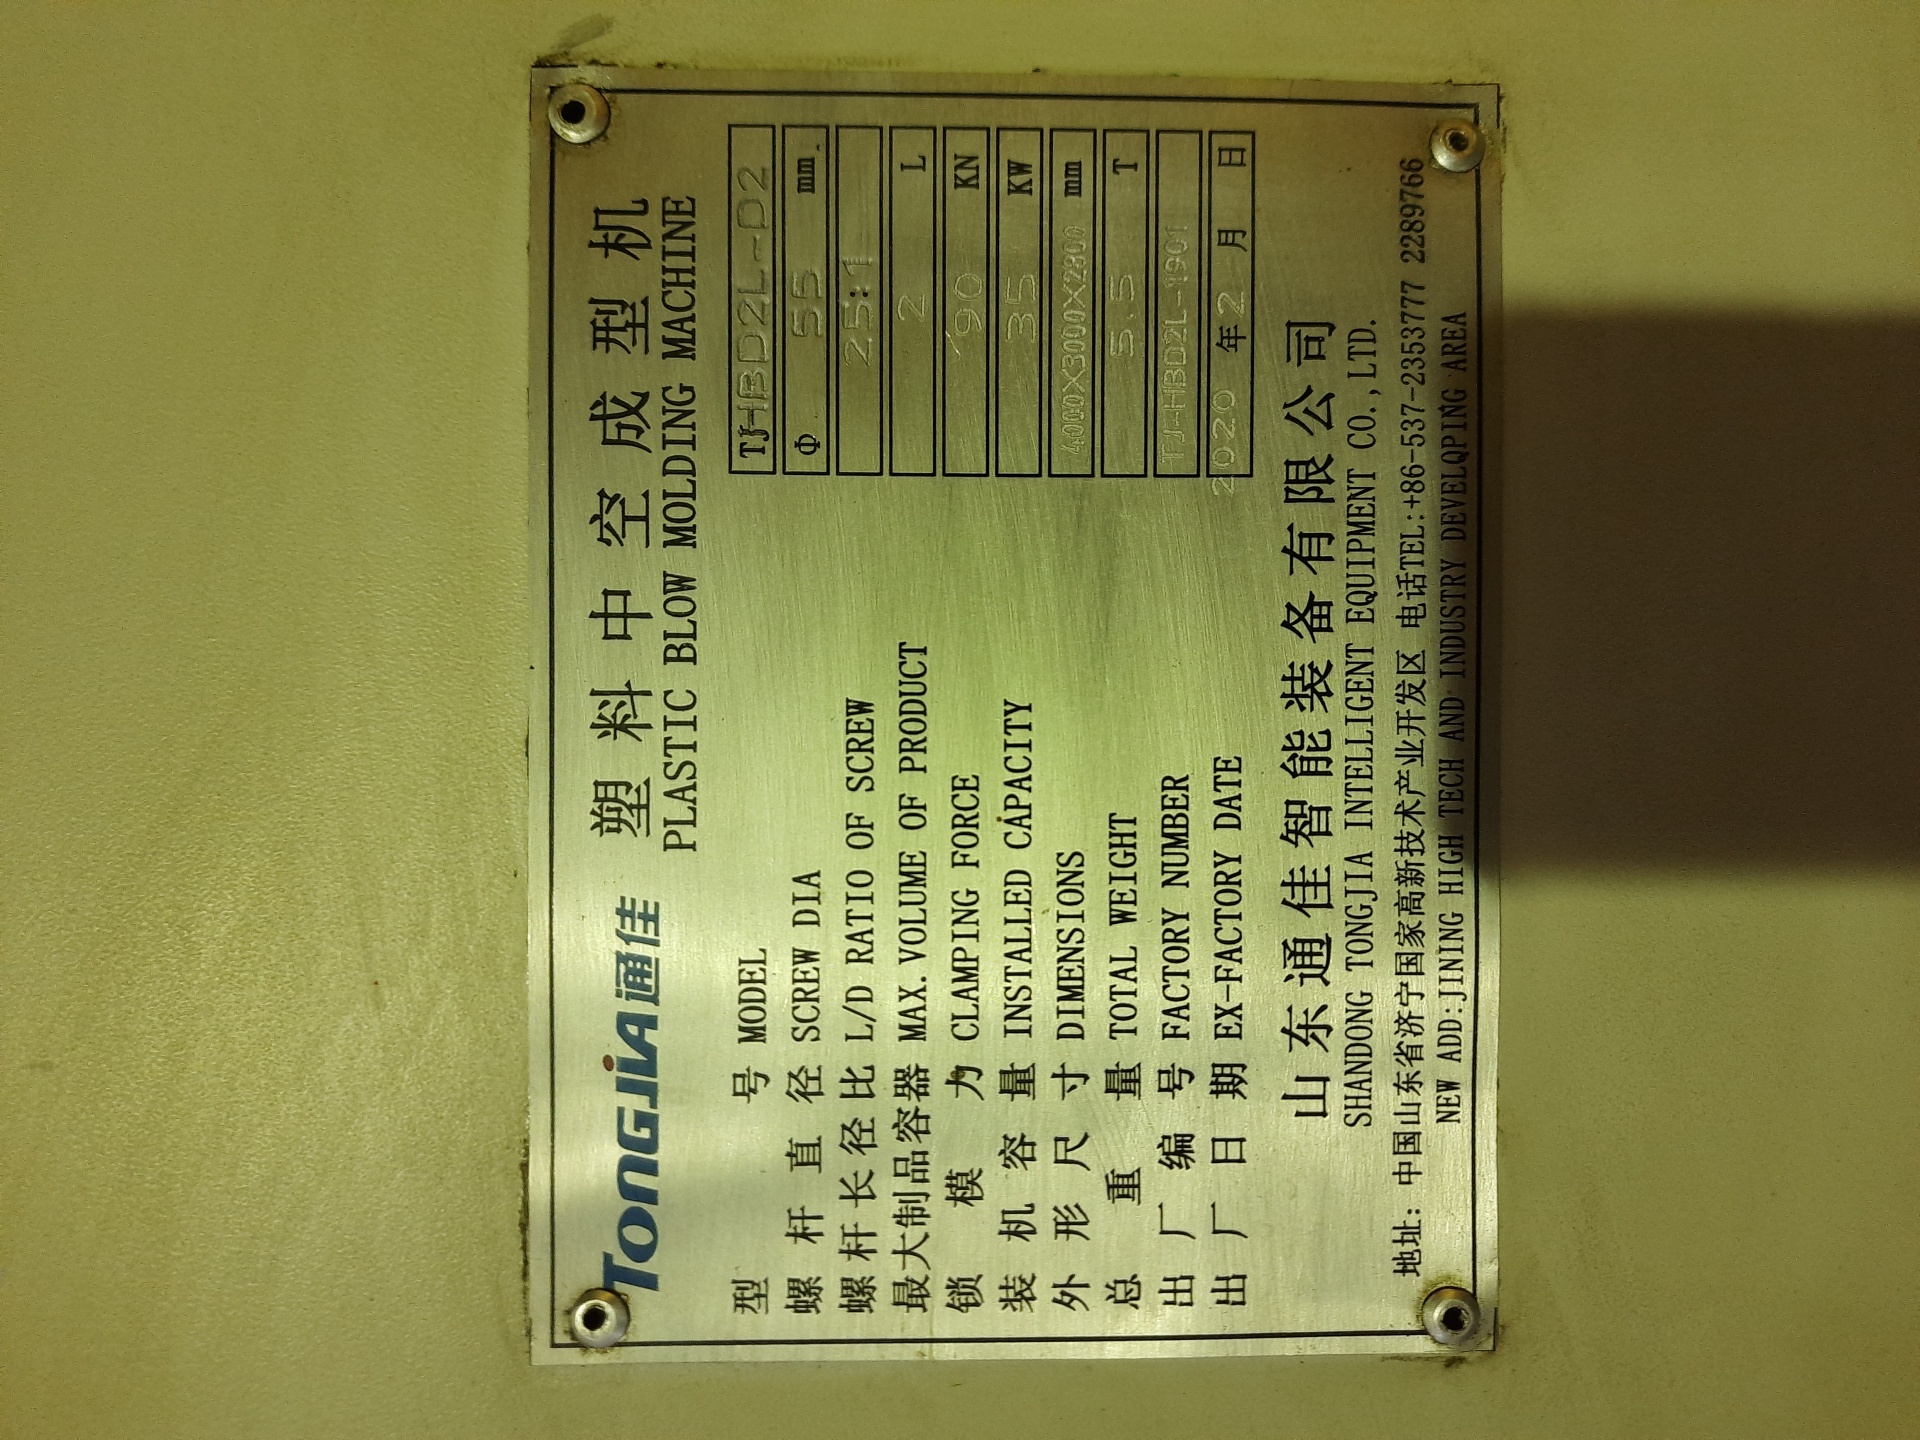 TONGJIA通佳 塑料中空成型机
PLASTIC BLOW MOLDING MACHINE
型号 MODEL TJ-HBD2L-D2
螺杆直径 SCREW DIA Φ 55 mm.
螺杆长径比 L/D RATIO OF SCREW 25:1
最大制品容器 MAX.VOLUME OF PRODUCT 2 L
锁模力 CLAMPING FORCE 90 KN
装机容量 INSTALLED CAPACITY 35 KW
外形尺寸 DIMENSIONS 4000X3000X2800 mm
总重量 TOTAL WEIGHT 5.5 T
出厂编号 FACTORY NUMBER TJ-HBD2L-1901
出厂日期 EX-FACTORY DATE 2020 年 2 月 日
山东通佳智能装备有限公司
SHANDONG TONGJIA INTELLIGENT EQUIPMENT CO.,LTD.
地址: 中国山东省济宁国家高新技术产业开发区 电话TEL:+86-537-2353777 2289766
NEW ADD:JINING HIGH TECH AND INDUSTRY DEVELQPING AREA